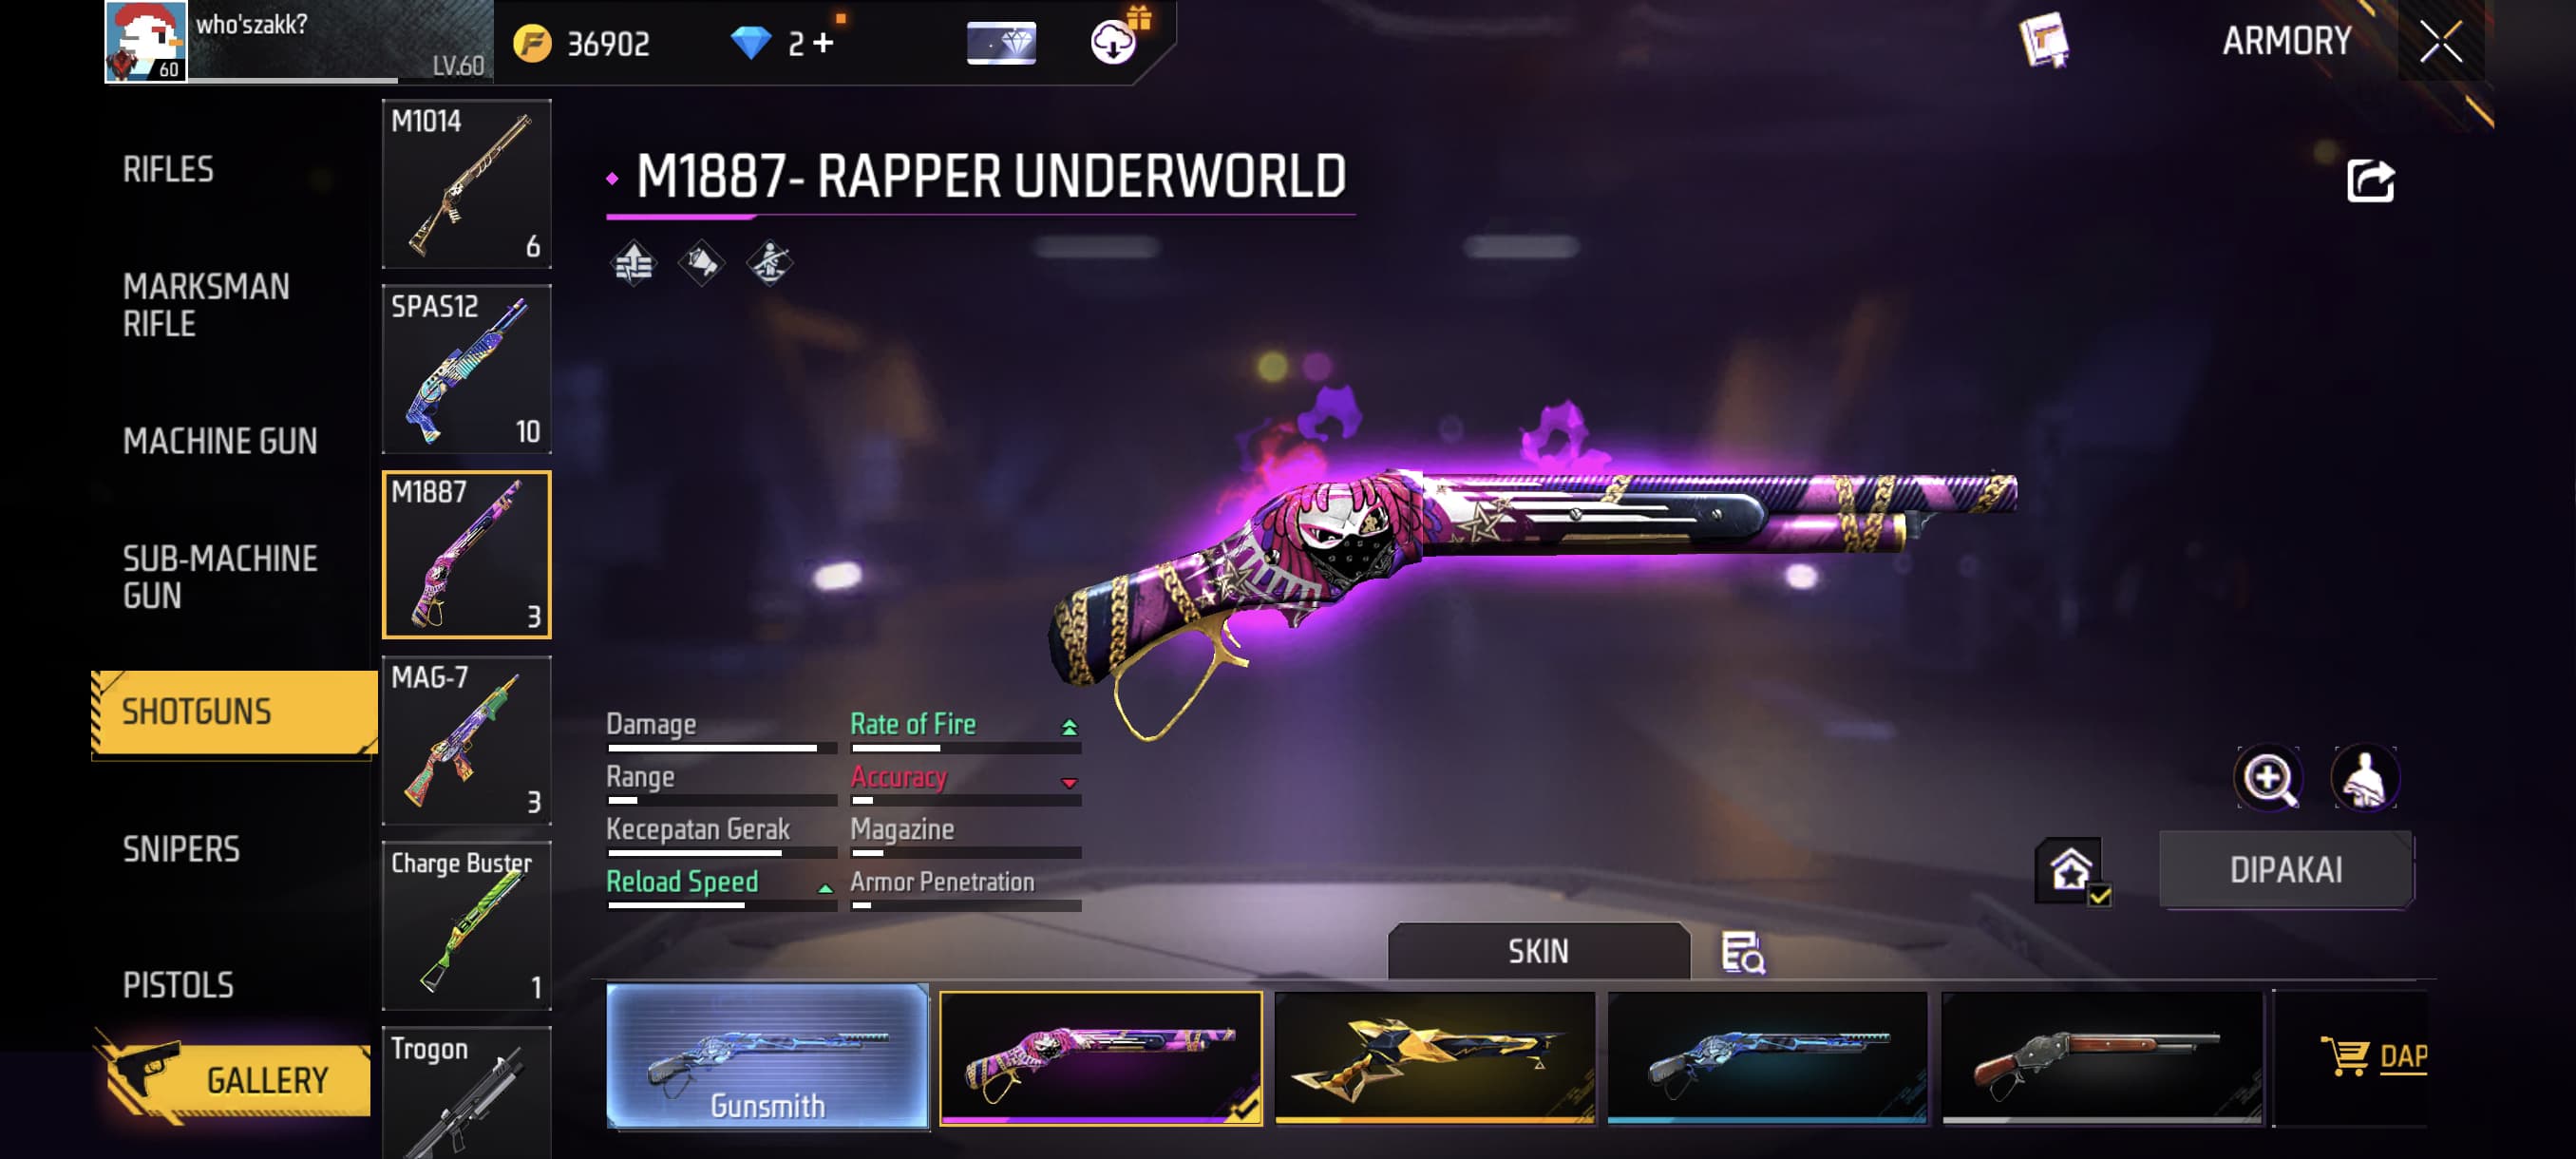 who'szakk?
60
LV.60
36902
2 +
ARMORY
RIFLES
MARKSMAN
RIFLE
MACHINE GUN
SUB-MACHINE
GUN
SHOTGUNS
SNIPERS
PISTOLS
GALLERY
M1014
6
SPAS12
10
M1887
3
MAG-7
3
Charge Buster
1
Trogon
M1887- RAPPER UNDERWORLD
Damage
Rate of Fire
Range
Accuracy
Kecepatan Gerak
Magazine
Reload Speed
Armor Penetration
DIPAKAI
SKIN
Gunsmith
DAP